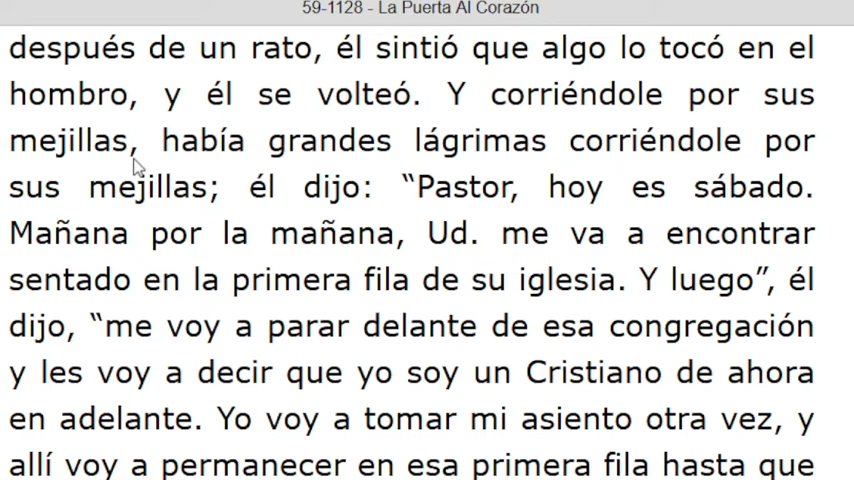 59-1128 - La Puerta Al Corazón
después de un rato, él sintió que algo lo tocó en el
hombro, y él se volteó. Y corriéndole por sus
mejillas, había grandes lágrimas corriéndole por
sus mejillas; él dijo: “Pastor, hoy es sábado.
Mañana por la mañana, Ud. me va a encontrar
sentado en la primera fila de su iglesia. Y luego”, él
dijo, “me voy a parar delante de esa congregación
y les voy a decir que yo soy un Cristiano de ahora
en adelante. Yo voy a tomar mi asiento otra vez, y
allí voy a permanecer en esa primera fila hasta que